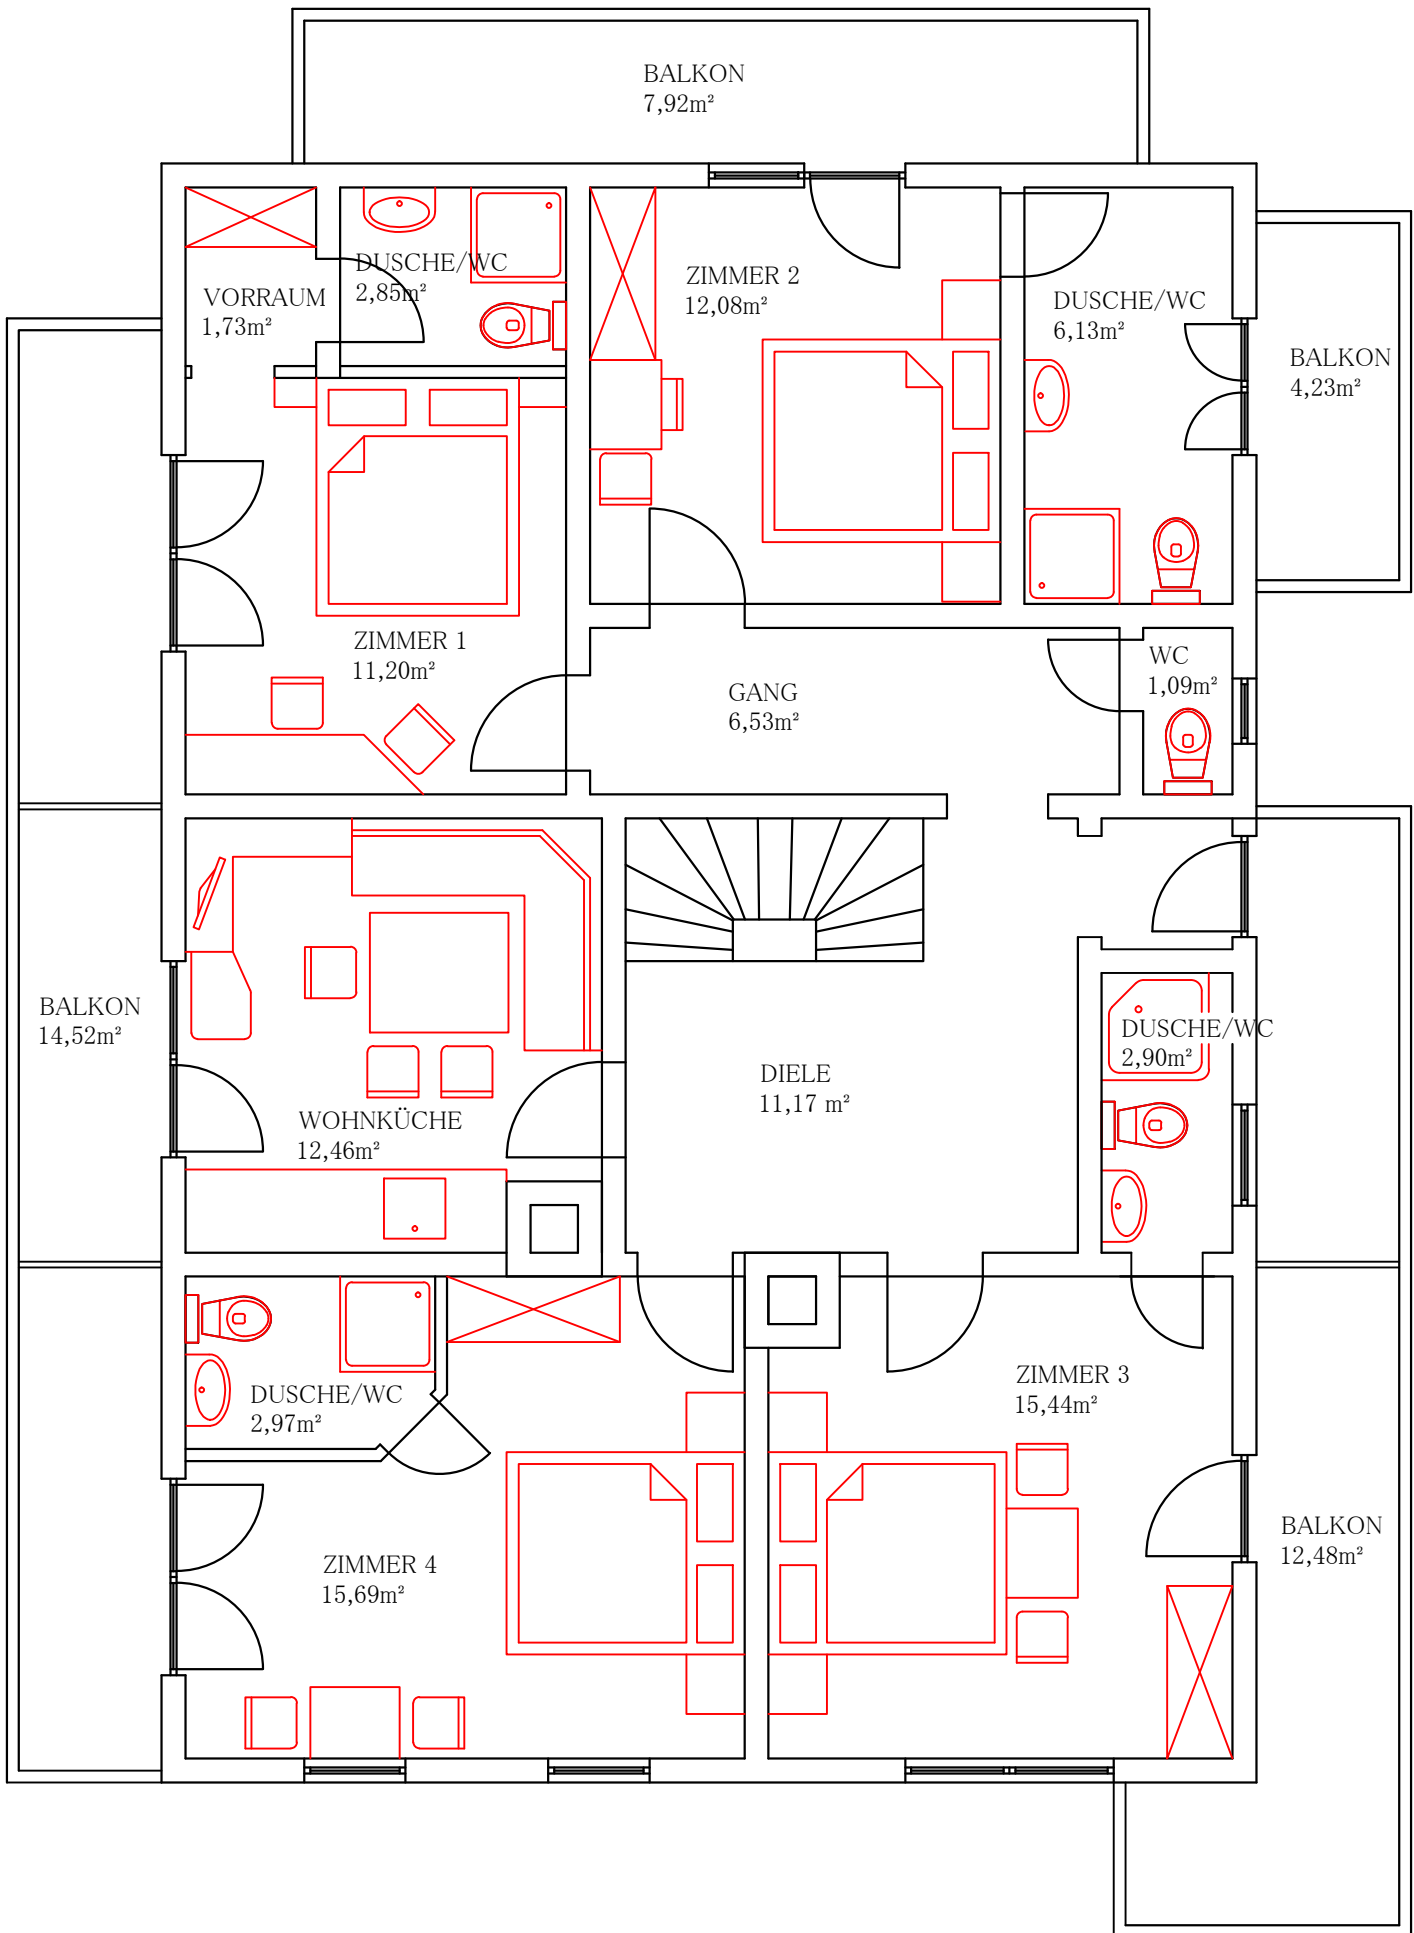 BALKON
7,92m²
DUSCHE/WC
2,85m²
VORRAUM
1,73m²
ZIMMER 2
12,08m²
DUSCHE/WC
6,13m²
BALKON
4,23m²
ZIMMER 1
11,20m²
GANG
6,53m²
WC
1,09m²
BALKON
14,52m²
WOHNKÜCHE
12,46m²
DIELE
11,17 m²
DUSCHE/WC
2,90m²
DUSCHE/WC
2,97m²
ZIMMER 3
15,44m²
ZIMMER 4
15,69m²
BALKON
12,48m²